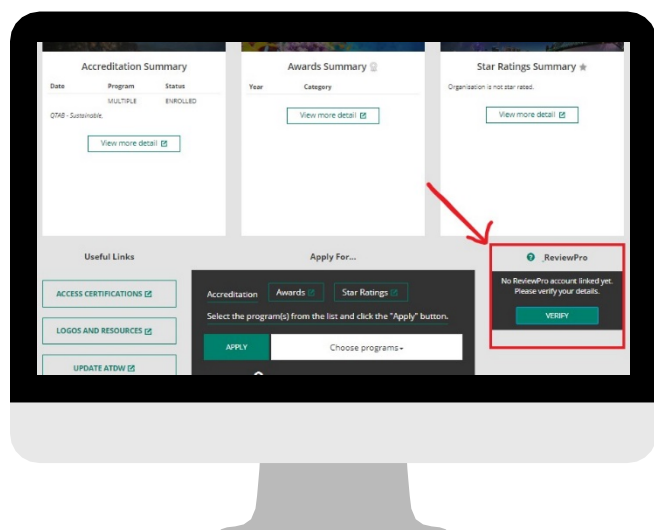 Accreditation Summary
Date Program Status
MULTIPLE ENROLLED
QTAB - Sustainable,
View more detail
Awards Summary
Year Category
View more detail
Star Ratings Summary
Organisation is not star rated.
View more detail
Useful Links
ACCESS CERTIFICATIONS
LOGOS AND RESOURCES
UPDATE ATDW
Apply For...
Accreditation Awards Star Ratings
Select the program(s) from the list and click the "Apply" button.
APPLY Choose programs
? _ReviewPro
No ReviewPro account linked yet.
Please verify your details.
VERIFY